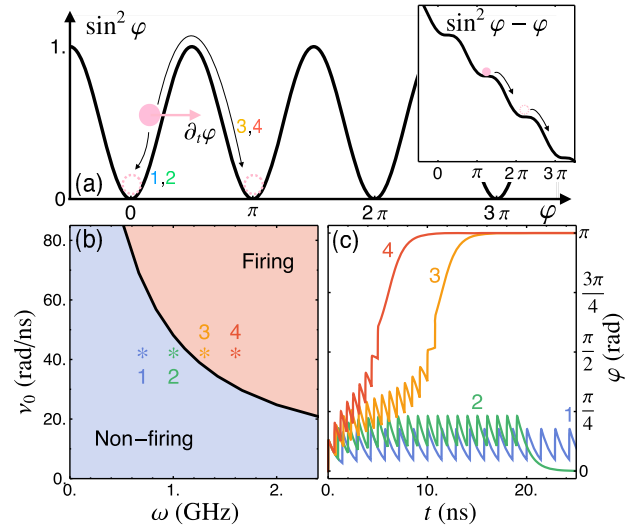 sin² φ
1.
0
(a)
∂ₜφ
1,2
3,4
0
π
2π
3π
φ
sin² φ − φ
0
π
2π
3π
(b)
Firing
Non−firing
3
4
* * * *
1
2
80
60
40
20
0
ν₀ (rad/ns)
0.
1.
2.
ω (GHz)
(c)
4
3
2
1
π
3π/4
π/2
π/4
0
φ (rad)
0.
10.
20.
t (ns)